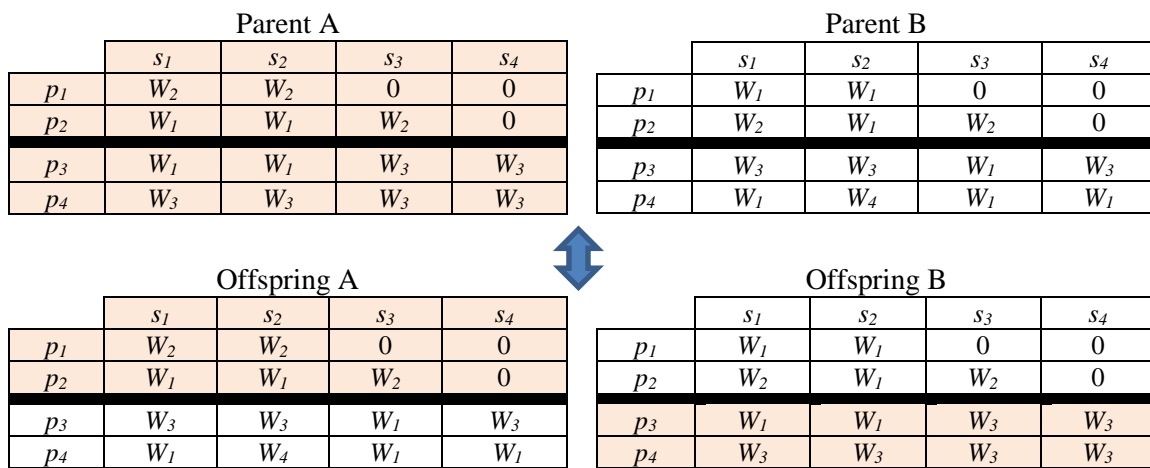 Parent A Parent B
s1 s2 s3 s4 s1 s2 s3 s4
p1 W2 W2 0 0 p1 W1 W1 0 0
p2 W1 W1 W2 0 p2 W2 W1 W2 0
p3 W1 W1 W3 W3 p3 W3 W3 W1 W3
p4 W3 W3 W3 W3 p4 W1 W4 W1 W1
Offspring A Offspring B
s1 s2 s3 s4 s1 s2 s3 s4
p1 W2 W2 0 0 p1 W1 W1 0 0
p2 W1 W1 W2 0 p2 W2 W1 W2 0
p3 W3 W3 W1 W3 p3 W1 W1 W3 W3
p4 W1 W4 W1 W1 p4 W3 W3 W3 W3